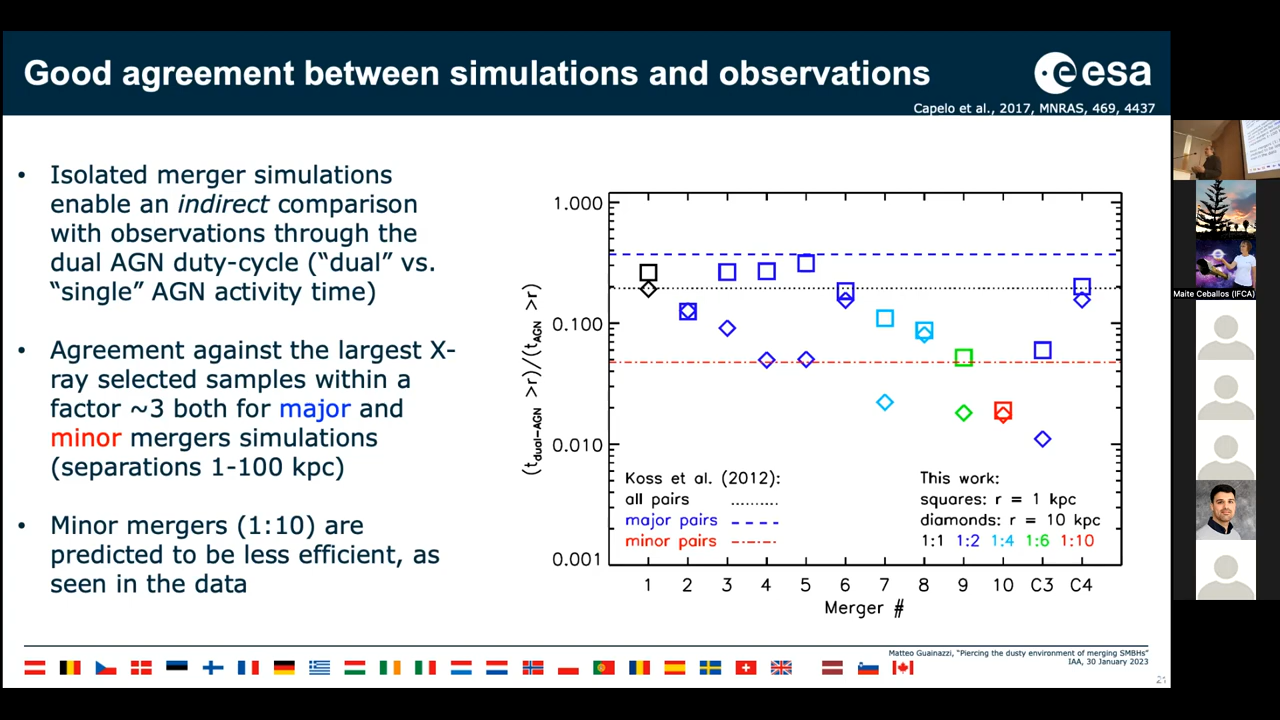 Good agreement between simulations and observations
esa
Capelo et al., 2017, MNRAS, 469, 4437
• Isolated merger simulations
enable an indirect comparison
with observations through the
dual AGN duty-cycle (“dual” vs.
“single” AGN activity time)
• Agreement against the largest X-
ray selected samples within a
factor ~3 both for major and
minor mergers simulations
(separations 1-100 kpc)
• Minor mergers (1:10) are
predicted to be less efficient, as
seen in the data
(t_dual-AGN >r)/(t_AGN >r)
1.000
0.100
0.010
0.001
Koss et al. (2012):
all pairs
major pairs
minor pairs
This work:
squares: r = 1 kpc
diamonds: r = 10 kpc
1:1 1:2 1:4 1:6 1:10
1 2 3 4 5 6 7 8 9 10 C3 C4
Merger #
Matteo Guainazzi, “Piercing the dusty environment of merging SMBHs”
IAA, 30 January 2023
21
Maite Ceballos (IFCA)